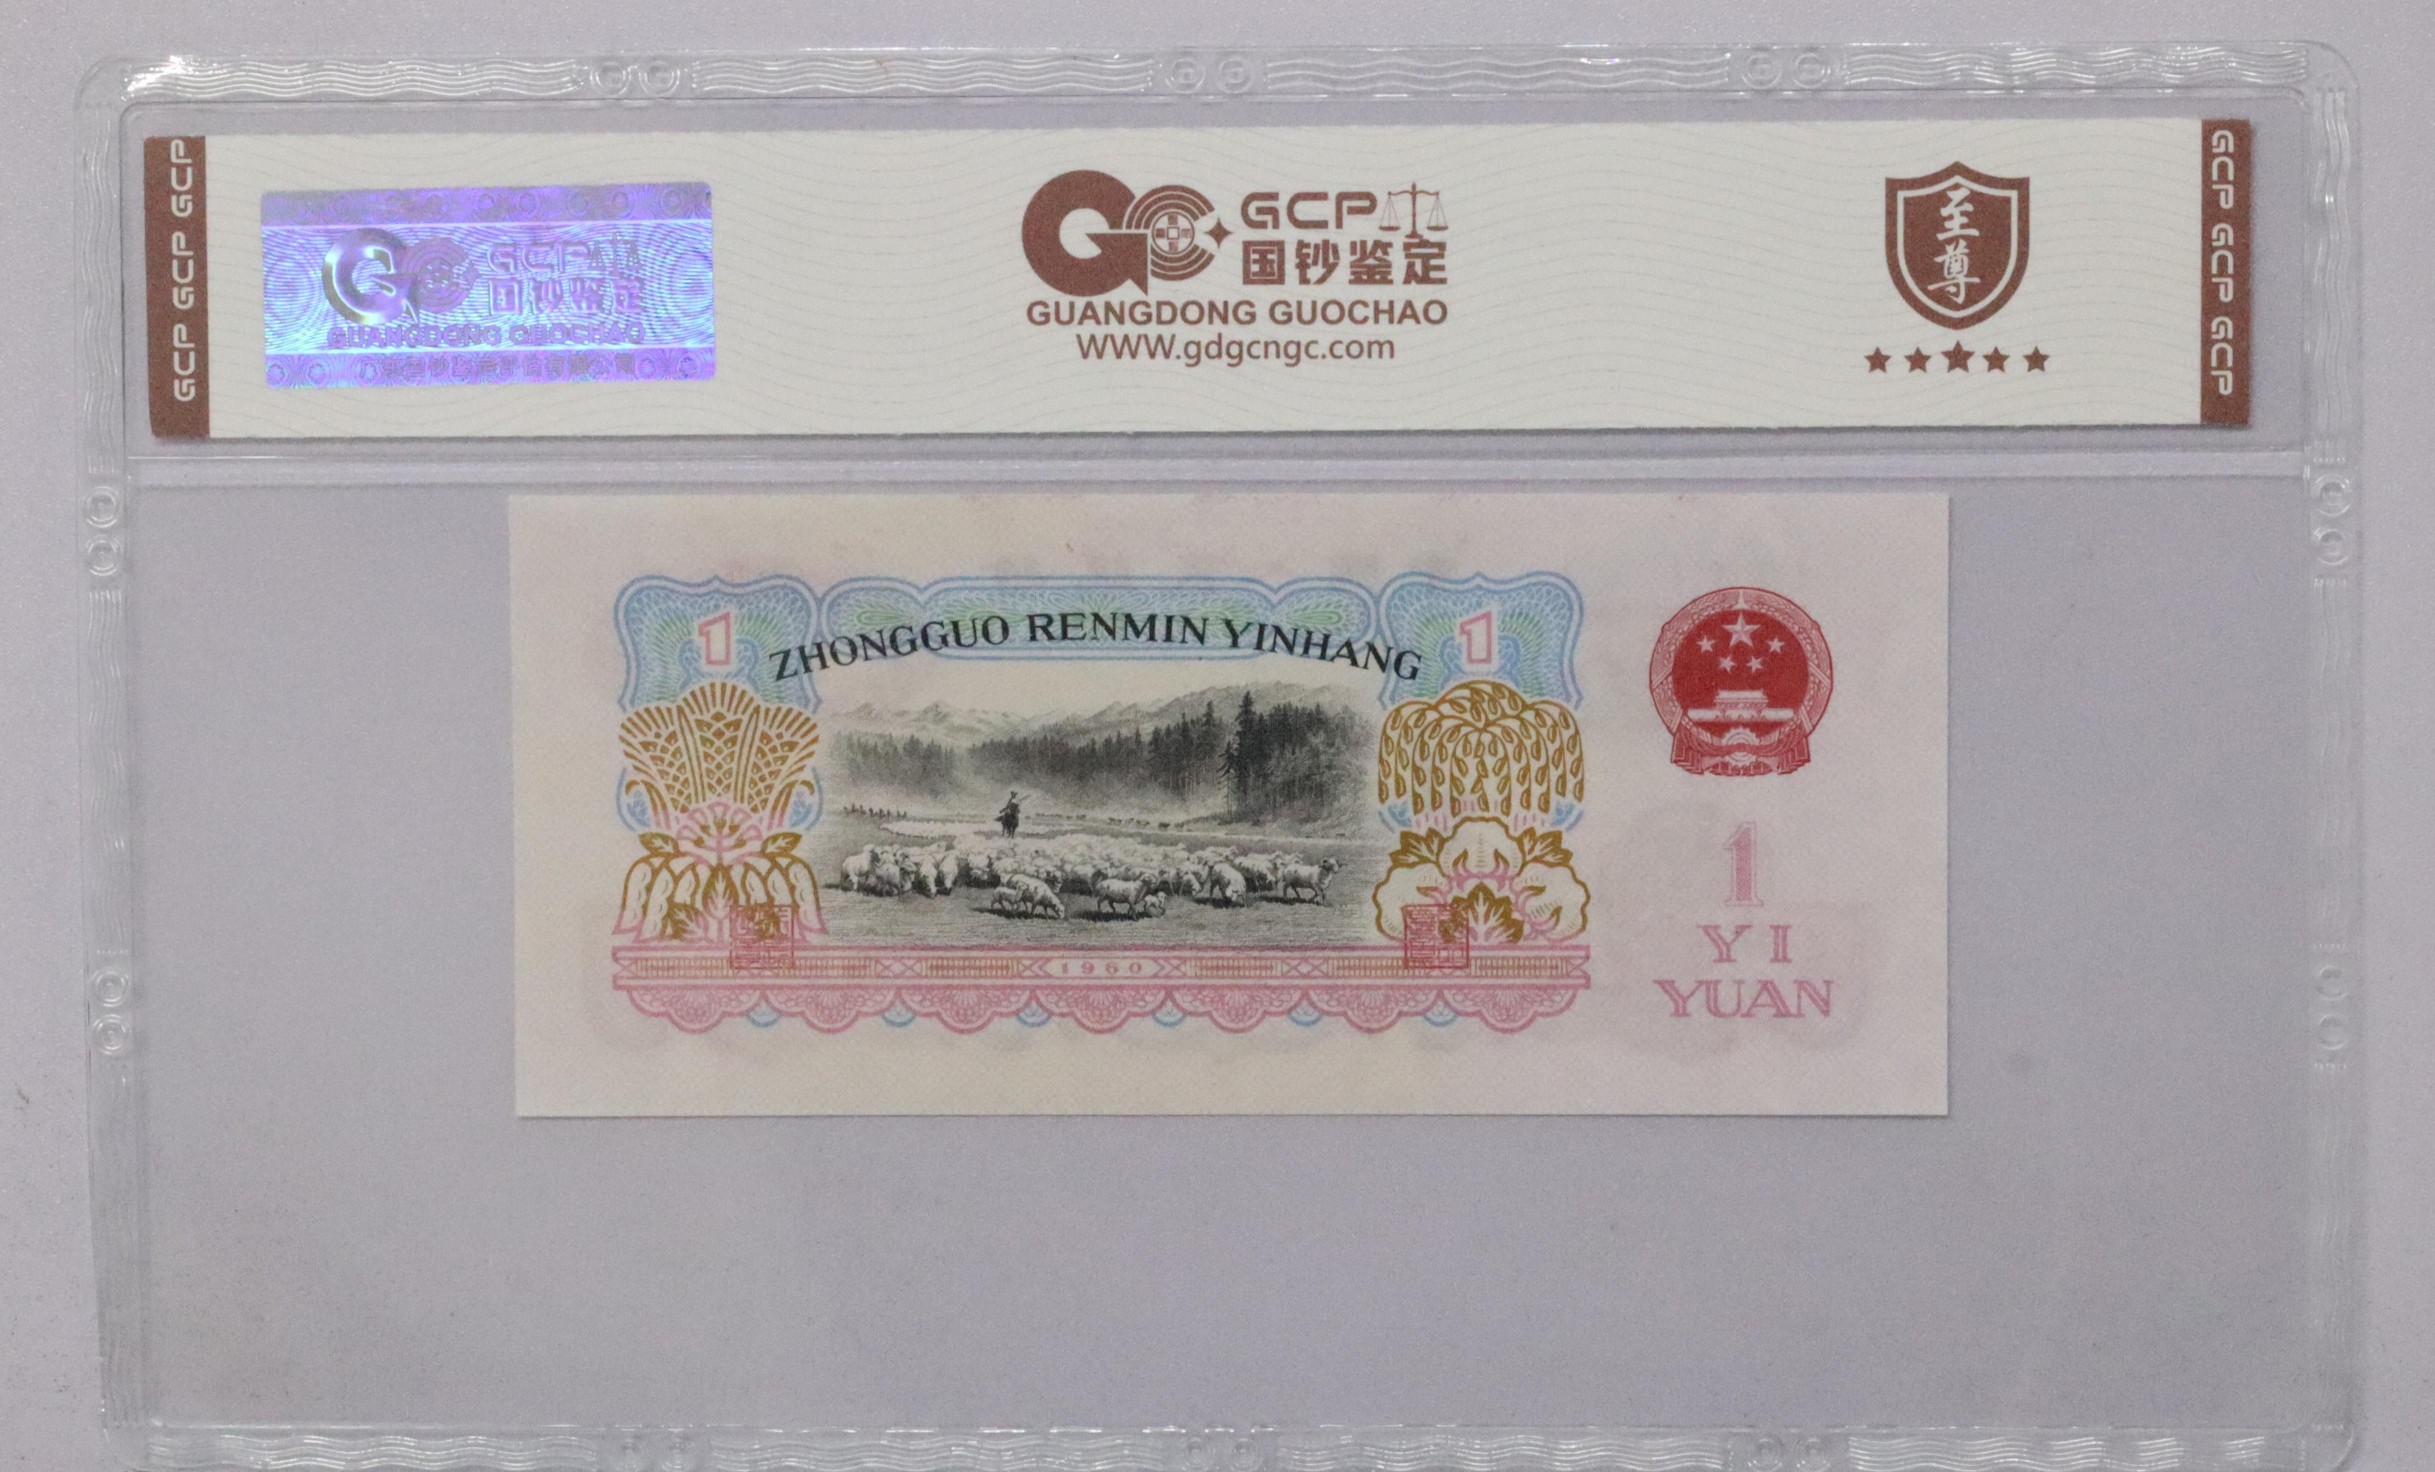 GCP GCP GCP
GCP
国钞鉴定
GUANGDONG GUOCHAO
GCP
国钞鉴定
GUANGDONG GUOCHAO
www.gdgcngc.com
至
尊
GCP GCP GCP
1
ZHONGGUO RENMIN YINHANG
1
1960
1
YI
YUAN